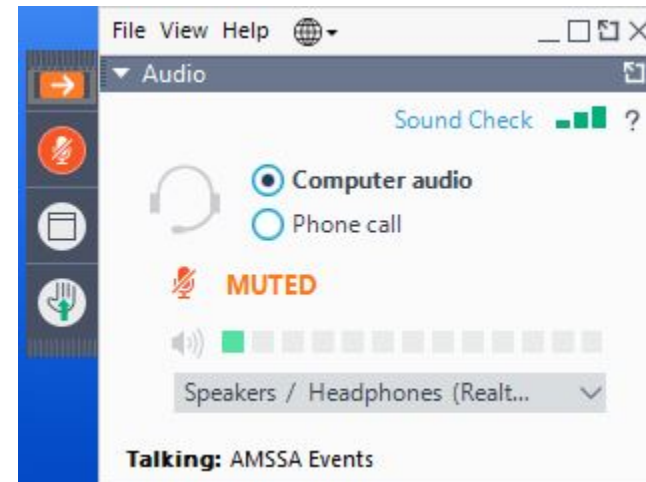 File View Help
Audio
Sound Check ?
Computer audio
Phone call
MUTED
Speakers / Headphones (Realt...
Talking: AMSSA Events